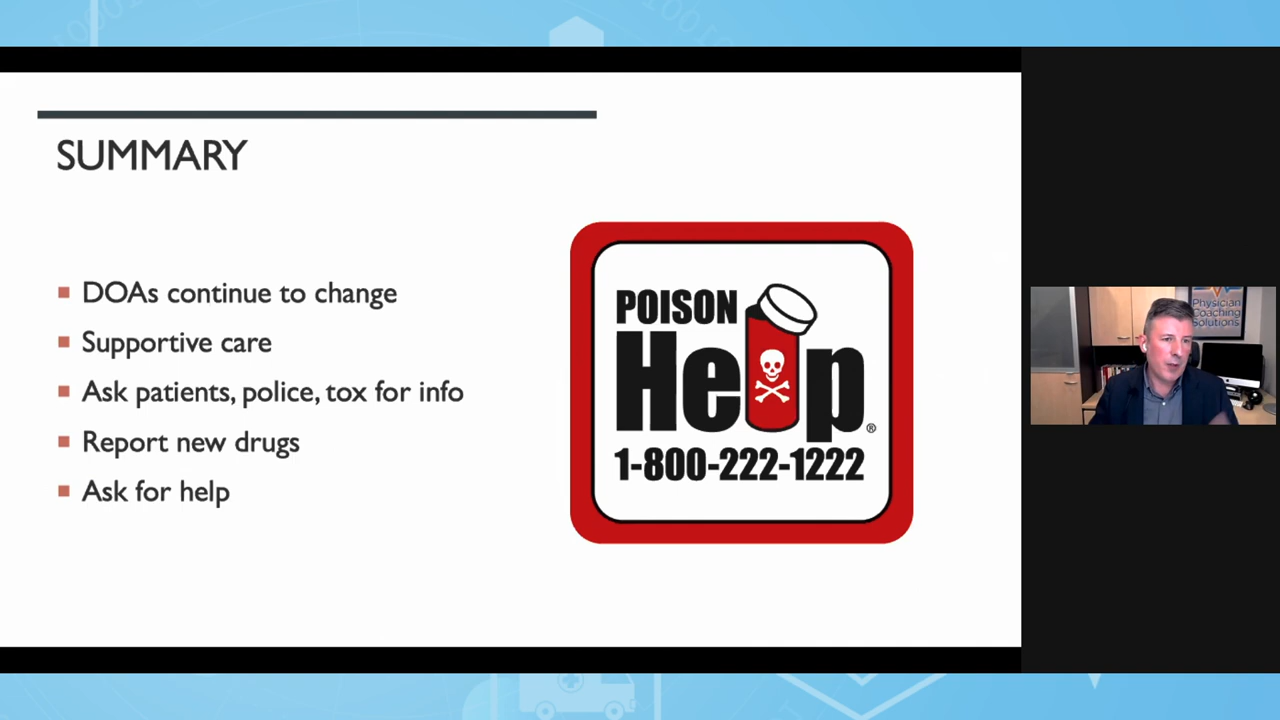 SUMMARY
DOAs continue to change
Supportive care
Ask patients, police, tox for info
Report new drugs
Ask for help
POISON
Help®
1-800-222-1222
Physician
Coaching
Solutions